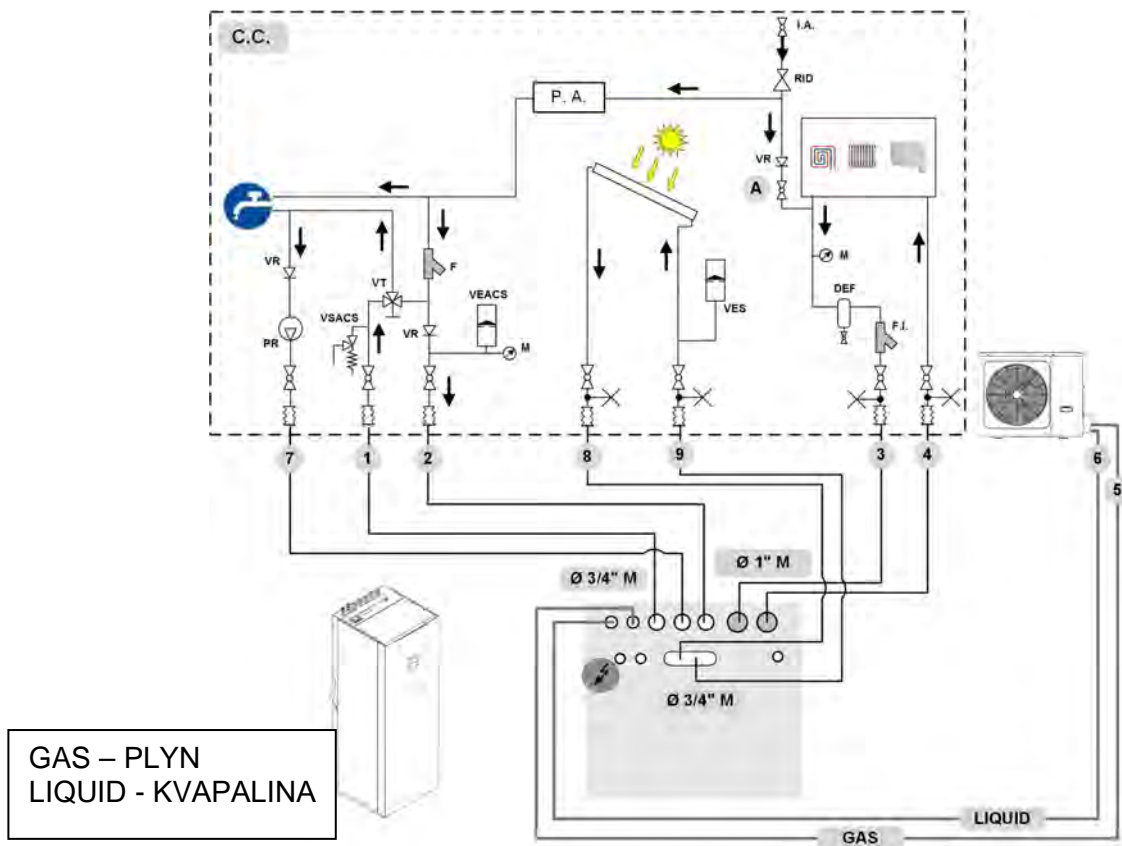 C.C.
I.A.
RID
P. A.
VR
A
M
DEF
F.I.
VR
PR
VSACS
VT
F
VR
VEACS
M
VES
7
1
2
8
9
3
4
6
5
Ø 3/4" M
Ø 1" M
Ø 3/4" M
GAS – PLYN
LIQUID - KVAPALINA
LIQUID
GAS